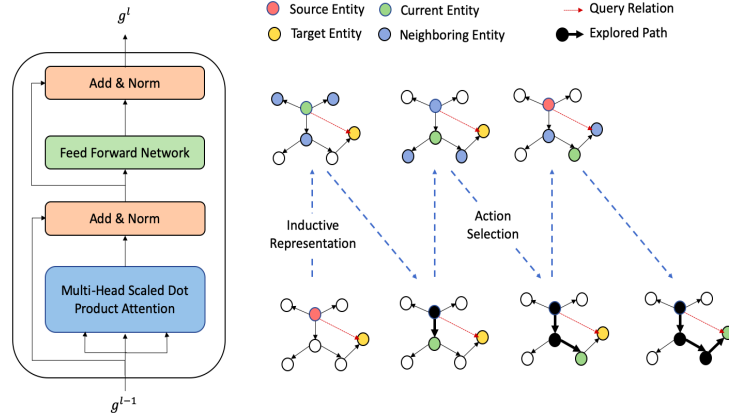 g^l
Add & Norm
Feed Forward Network
Add & Norm
Multi-Head Scaled Dot
Product Attention
g^{l-1}
Source Entity
Current Entity
Query Relation
Target Entity
Neighboring Entity
Explored Path
Inductive
Representation
Action
Selection